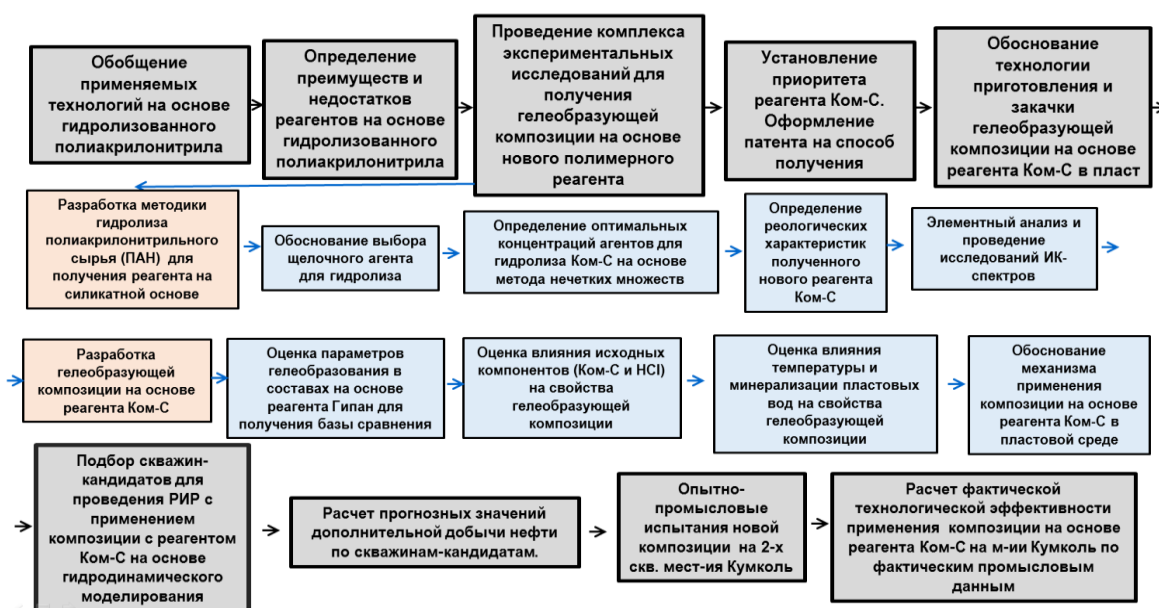 Обобщение
применяемых
технологий на основе
гидролизованного
полиакрилонитрила
Определение
преимуществ и
недостатков
реагентов на основе
гидролизованного
полиакрилонитрила
Проведение комплекса
экспериментальных
исследований для
получения
гелеобразующей
композиции на основе
нового полимерного
реагента
Установление
приоритета
реагента Ком-С.
Оформление
патента на способ
получения
Обоснование
технологии
приготовления и
закачки
гелеобразующей
композиции на основе
реагента Ком-С в пласт
Разработка методики
гидролиза
полиакрилонитрильного
сырья (ПАН) для
получения реагента на
силикатной основе
Обоснование выбора
щелочного агента
для гидролиза
Определение оптимальных
концентраций агентов для
гидролиза Ком-С на основе
метода нечетких множеств
Определение
реологических
характеристик
полученного
нового реагента
Ком-С
Элементный анализ и
проведение
исследований ИК-
спектров
Разработка
гелеобразующей
композиции на основе
реагента Ком-С
Оценка параметров
гелеобразования в
составах на основе
реагента Гипан для
получения базы сравнения
Оценка влияния исходных
компонентов (Ком-С и HCl)
на свойства
гелеобразующей
композиции
Оценка влияния
температуры и
минерализации пластовых
вод на свойства
гелеобразующей
композиции
Обоснование
механизма
применения
композиции на основе
реагента Ком-С в
пластовой среде
Подбор скважин-
кандидатов для
проведения РИР с
применением
композиции с реагентом
Ком-С на основе
гидродинамического
моделирования
Расчет прогнозных значений
дополнительной добычи нефти
по скважинам-кандидатам.
Опытно-
промысловые
испытания новой
композиции на 2-х
скв. мест-ия Кумколь
Расчет фактической
технологической эффективности
применения композиции на основе
реагента Ком-С на м-ии Кумколь по
фактическим промысловым
данным